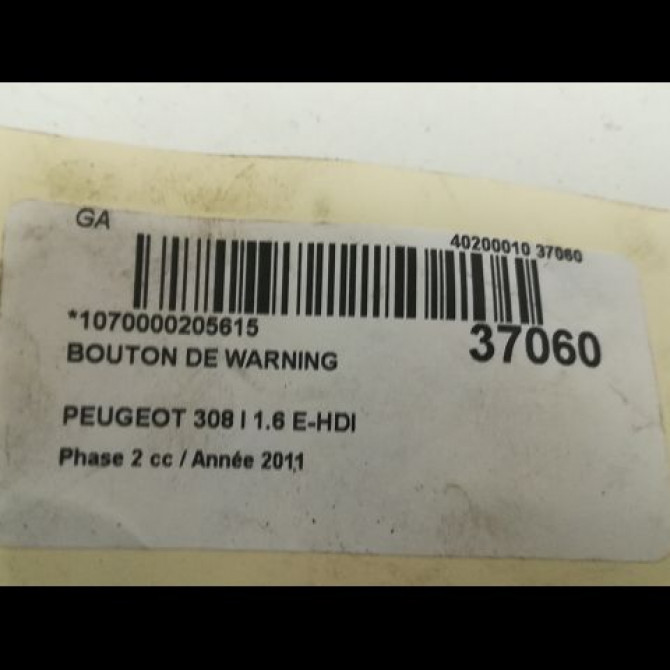 GA
40200010 37060
*1070000205615
37060
BOUTON DE WARNING
PEUGEOT 308 I 1.6 E-HDI
Phase 2 cc / Année 2011